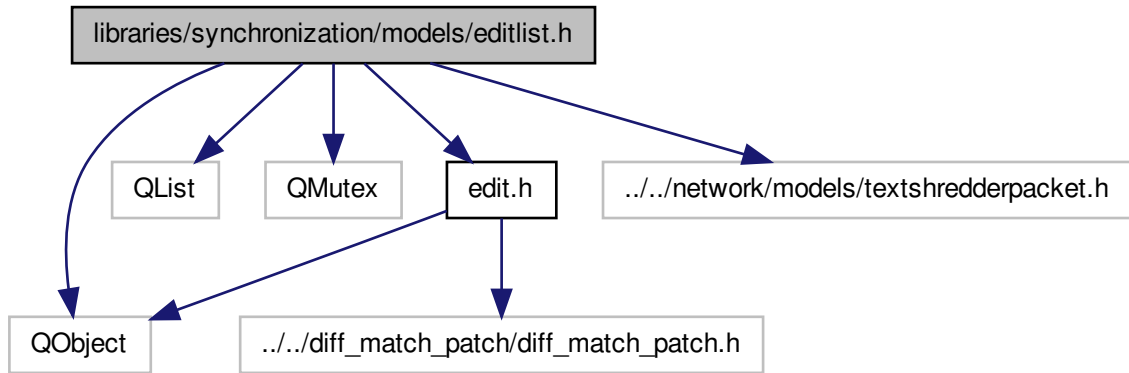 libraries/synchronization/models/editlist.h
QList
QMutex
edit.h
../../network/models/textshredderpacket.h
QObject
../../diff_match_patch/diff_match_patch.h